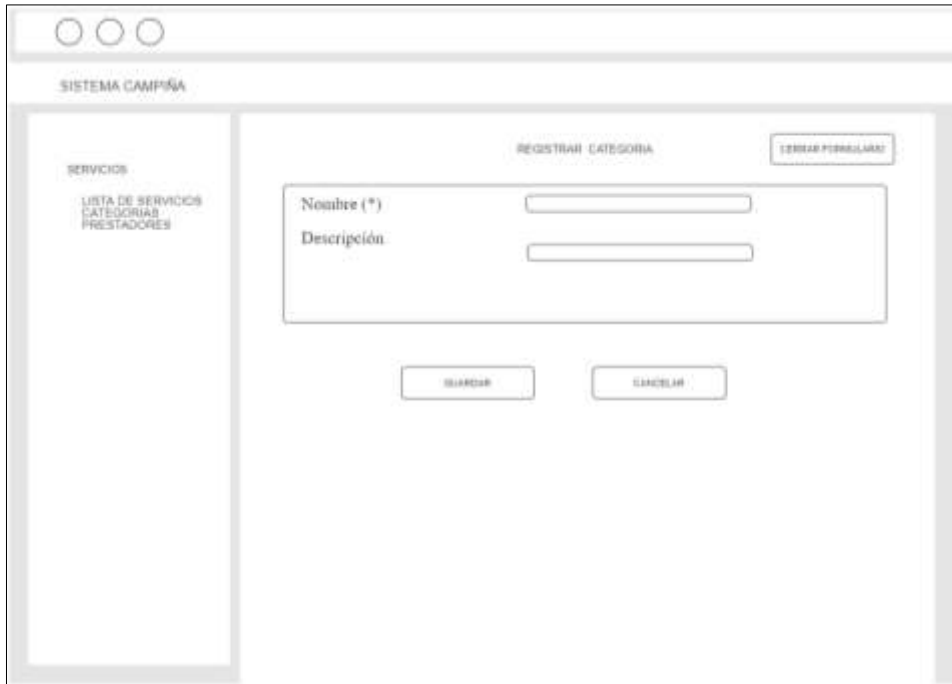 SISTEMA CAMPIÑA
REGISTRAR CATEGORIA
CERRAR FORMULARIO
SERVICIOS
LISTA DE SERVICIOS
CATEGORIAS
PRESTADORES
Nombre (*)
Descripción
GUARDAR
CANCELAR